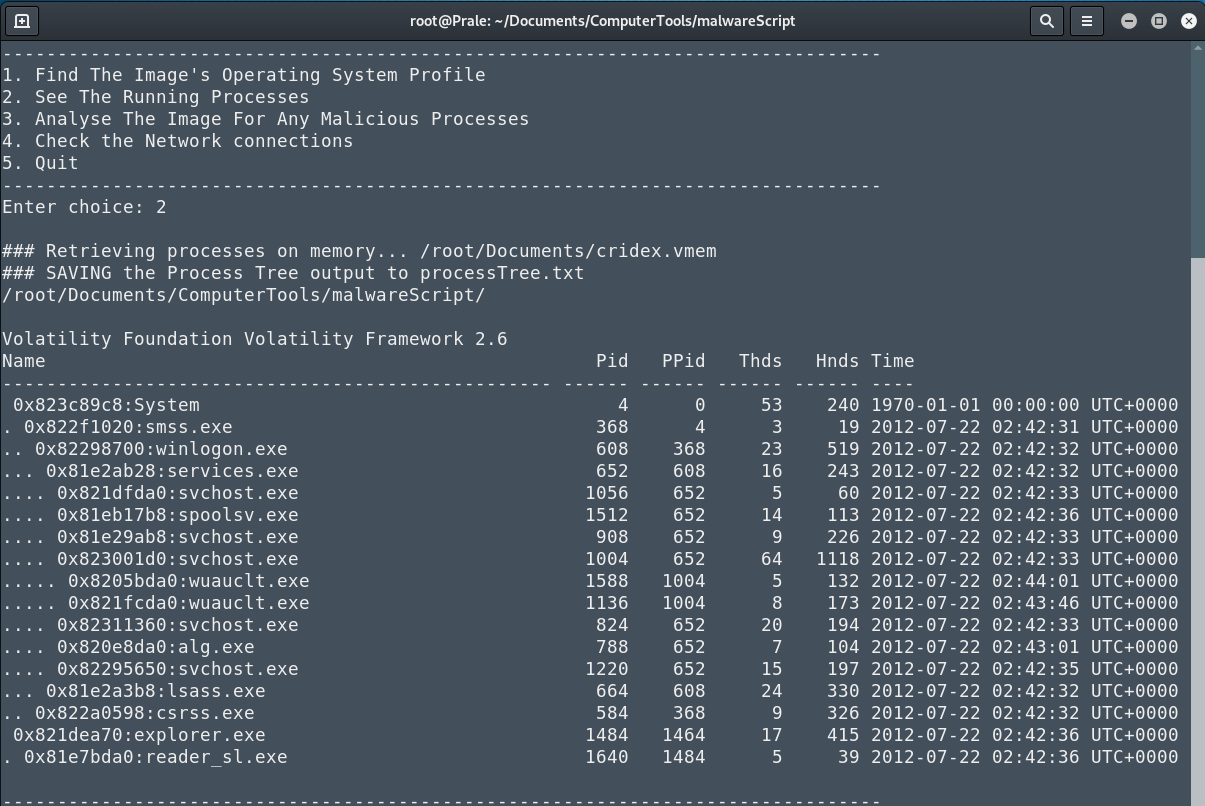 root@Prale: ~/Documents/ComputerTools/malwareScript
--------------------------------------------------------------------------------
1. Find The Image's Operating System Profile
2. See The Running Processes
3. Analyse The Image For Any Malicious Processes
4. Check the Network connections
5. Quit
--------------------------------------------------------------------------------
Enter choice: 2

### Retrieving processes on memory... /root/Documents/cridex.vmem
### SAVING the Process Tree output to processTree.txt
/root/Documents/ComputerTools/malwareScript/

Volatility Foundation Volatility Framework 2.6
Name                                                  Pid   PPid   Thds   Hnds Time
-------------------------------------------------- ------ ------ ------ ------ ----
 0x823c89c8:System                                      4      0     53    240 1970-01-01 00:00:00 UTC+0000
. 0x822f1020:smss.exe                                 368      4      3     19 2012-07-22 02:42:31 UTC+0000
.. 0x82298700:winlogon.exe                            608    368     23    519 2012-07-22 02:42:32 UTC+0000
... 0x81e2ab28:services.exe                           652    608     16    243 2012-07-22 02:42:32 UTC+0000
.... 0x821dfda0:svchost.exe                          1056    652      5     60 2012-07-22 02:42:33 UTC+0000
.... 0x81eb17b8:spoolsv.exe                          1512    652     14    113 2012-07-22 02:42:36 UTC+0000
.... 0x81e29ab8:svchost.exe                           908    652      9    226 2012-07-22 02:42:33 UTC+0000
.... 0x823001d0:svchost.exe                          1004    652     64   1118 2012-07-22 02:42:33 UTC+0000
..... 0x8205bda0:wuauclt.exe                         1588   1004      5    132 2012-07-22 02:44:01 UTC+0000
..... 0x821fcda0:wuauclt.exe                         1136   1004      8    173 2012-07-22 02:43:46 UTC+0000
.... 0x82311360:svchost.exe                           824    652     20    194 2012-07-22 02:42:33 UTC+0000
.... 0x820e8da0:alg.exe                               788    652      7    104 2012-07-22 02:43:01 UTC+0000
.... 0x82295650:svchost.exe                          1220    652     15    197 2012-07-22 02:42:35 UTC+0000
... 0x81e2a3b8:lsass.exe                              664    608     24    330 2012-07-22 02:42:32 UTC+0000
.. 0x822a0598:csrss.exe                               584    368      9    326 2012-07-22 02:42:32 UTC+0000
 0x821dea70:explorer.exe                             1484   1464     17    415 2012-07-22 02:42:36 UTC+0000
. 0x81e7bda0:reader_sl.exe                           1640   1484      5     39 2012-07-22 02:42:36 UTC+0000

--------------------------------------------------------------------------------